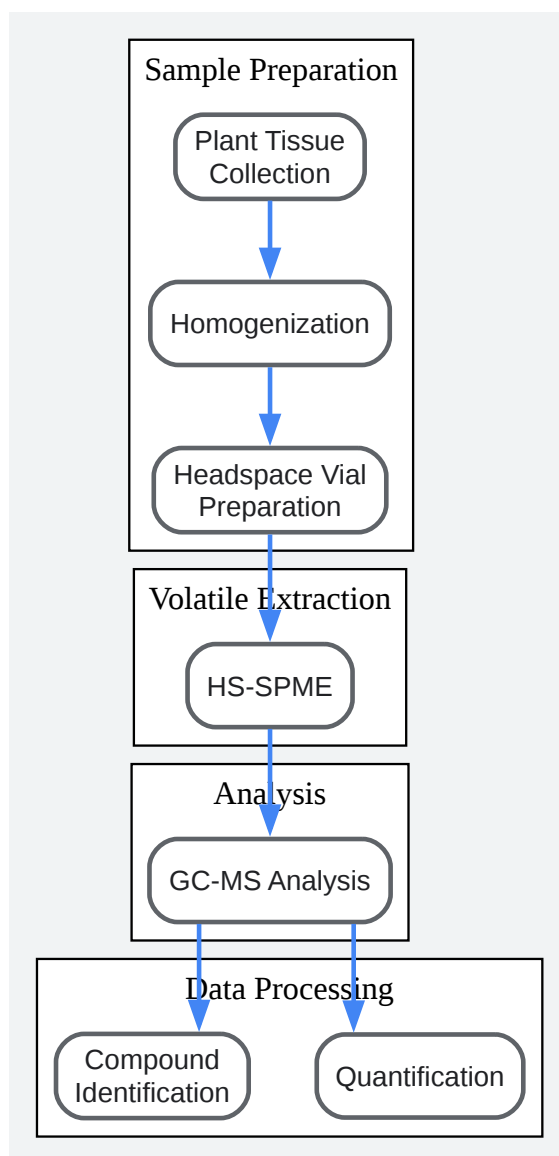 Sample Preparation
Plant Tissue
Collection
Homogenization
Headspace Vial
Preparation
Volatile Extraction
HS-SPME
Analysis
GC-MS Analysis
Data Processing
Compound
Identification
Quantification